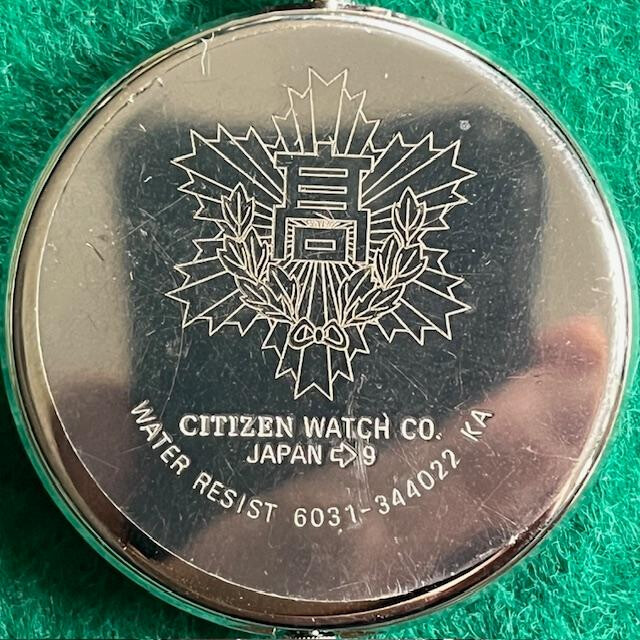 高
CITIZEN WATCH CO.
JAPAN ⇨9
WATER RESIST 6031-344022 KA